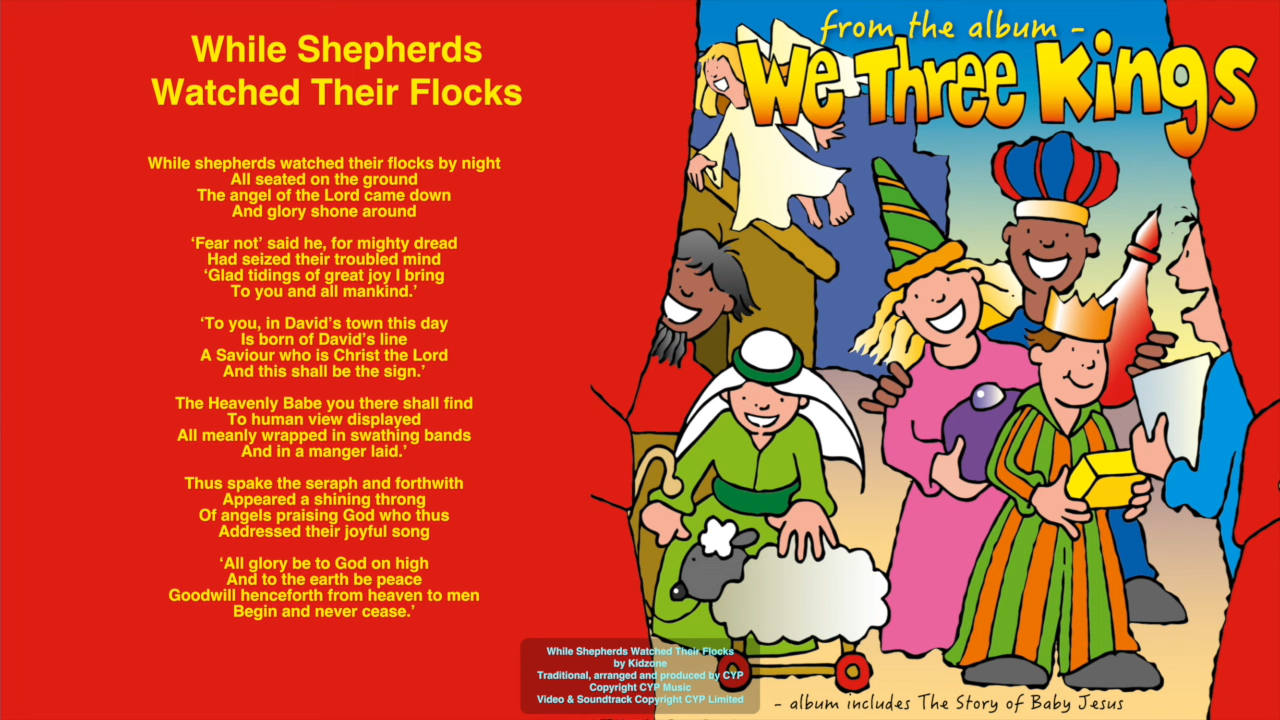 While Shepherds
Watched Their Flocks
While shepherds watched their flocks by night
All seated on the ground
The angel of the Lord came down
And glory shone around
‘Fear not’ said he, for mighty dread
Had seized their troubled mind
‘Glad tidings of great joy I bring
To you and all mankind.’
‘To you, in David’s town this day
Is born of David’s line
A Saviour who is Christ the Lord
And this shall be the sign.’
The Heavenly Babe you there shall find
To human view displayed
All meanly wrapped in swathing bands
And in a manger laid.’
Thus spake the seraph and forthwith
Appeared a shining throng
Of angels praising God who thus
Addressed their joyful song
‘All glory be to God on high
And to the earth be peace
Goodwill henceforth from heaven to men
Begin and never cease.’
from the album -
We Three Kings
While Shepherds Watched Their Flocks
by Kidzone
Traditional, arranged and produced by CYP
Copyright CYP Music
Video & Soundtrack Copyright CYP Limited
- album includes The Story of Baby Jesus